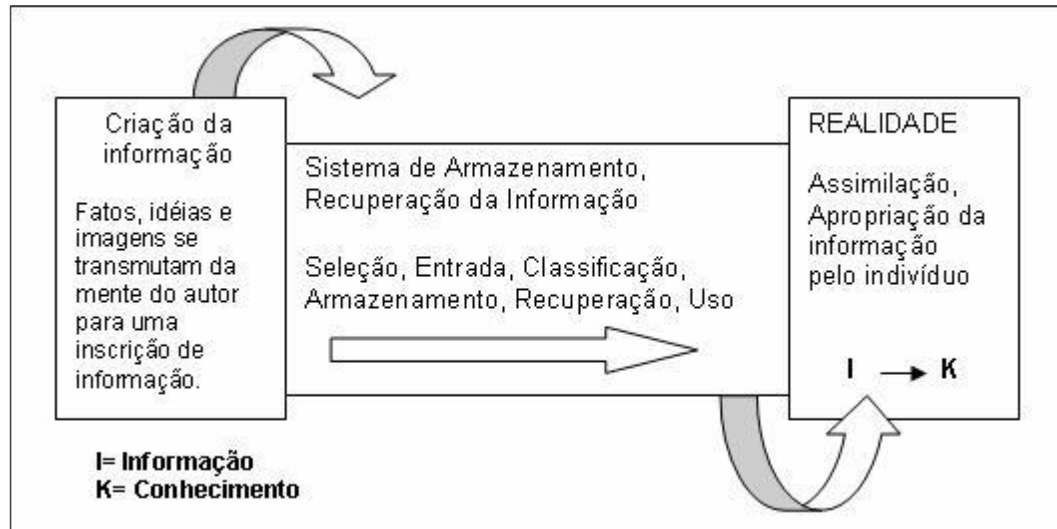 Criação da
informação
Fatos, idéias e
imagens se
transmutam da
mente do autor
para uma
inscrição de
informação.
Sistema de Armazenamento,
Recuperação da Informação
Seleção, Entrada, Classificação,
Armazenamento, Recuperação, Uso
REALIDADE
Assimilação,
Apropriação da
informação
pelo indivíduo
I → K
I= Informação
K= Conhecimento